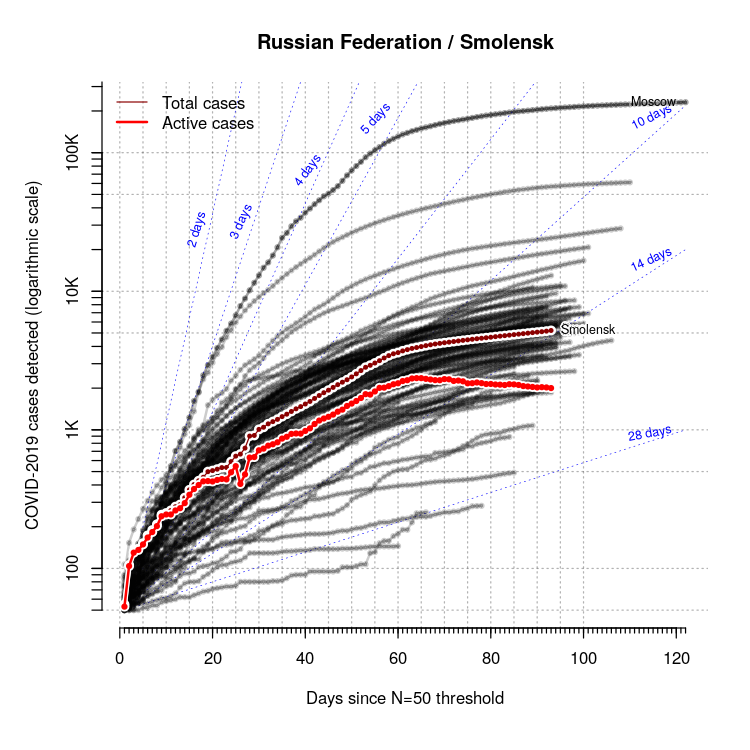 Russian Federation / Smolensk
Total cases
Active cases
Moscow
2 days
3 days
4 days
5 days
10 days
14 days
28 days
Smolensk
COVID-2019 cases detected (logarithmic scale)
100K
10K
1K
100
0 20 40 60 80 100 120
Days since N=50 threshold